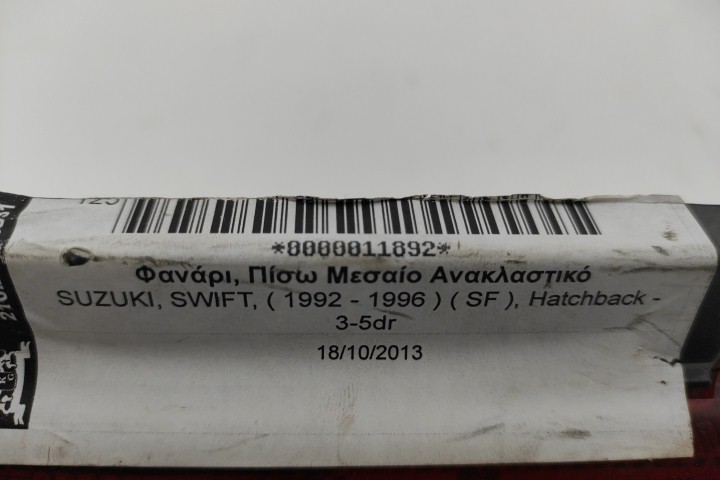 *0000011892*
Φανάρι, Πίσω Μεσαίο Ανακλαστικό
SUZUKI, SWIFT, ( 1992 - 1996 ) ( SF ), Hatchback -
3-5dr
18/10/2013